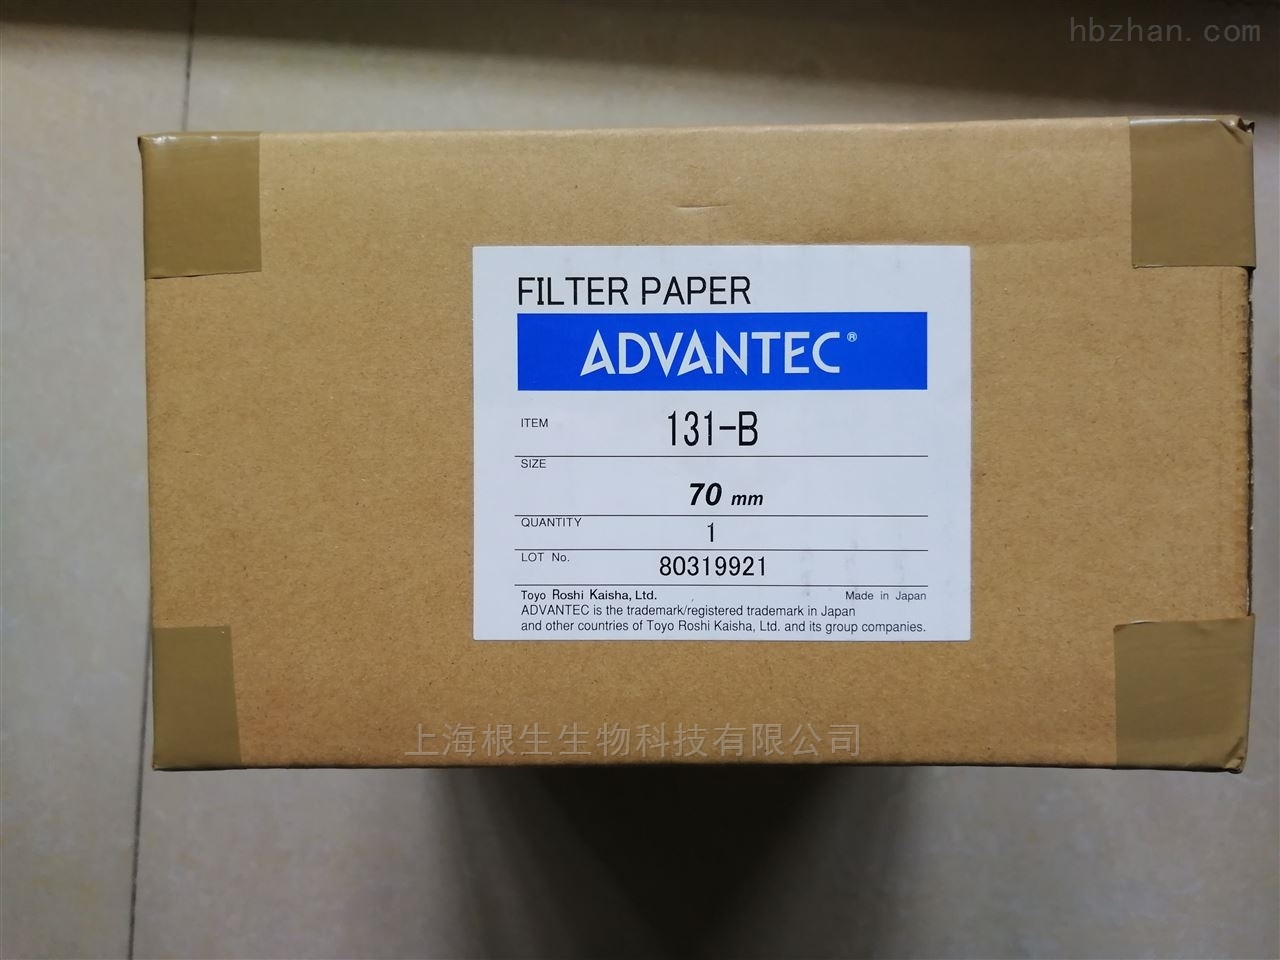 hbzhan.com
FILTER PAPER
ADVANTEC®
ITEM 131-B
SIZE 70 mm
QUANTITY 1
LOT No. 80319921
Toyo Roshi Kaisha, Ltd. Made in Japan
ADVANTEC is the trademark/registered trademark in Japan
and other countries of Toyo Roshi Kaisha, Ltd. and its group companies.
上海根生生物科技有限公司